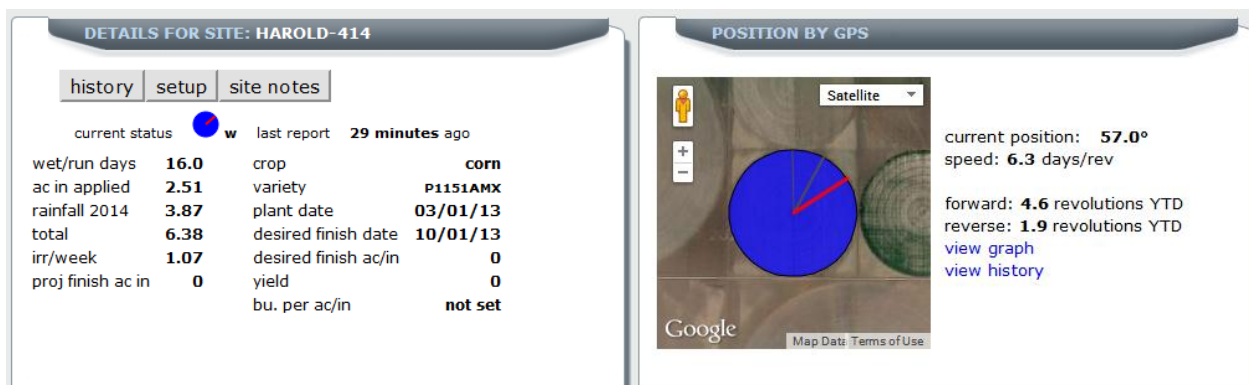 DETAILS FOR SITE: HAROLD-414
history setup site notes
current status w last report 29 minutes ago
wet/run days 16.0 crop corn
ac in applied 2.51 variety P1151AMX
rainfall 2014 3.87 plant date 03/01/13
total 6.38 desired finish date 10/01/13
irr/week 1.07 desired finish ac/in 0
proj finish ac in 0 yield 0
bu. per ac/in not set
POSITION BY GPS
Satellite
+
−
Google
Map Data Terms of Use
current position: 57.0°
speed: 6.3 days/rev
forward: 4.6 revolutions YTD
reverse: 1.9 revolutions YTD
view graph
view history